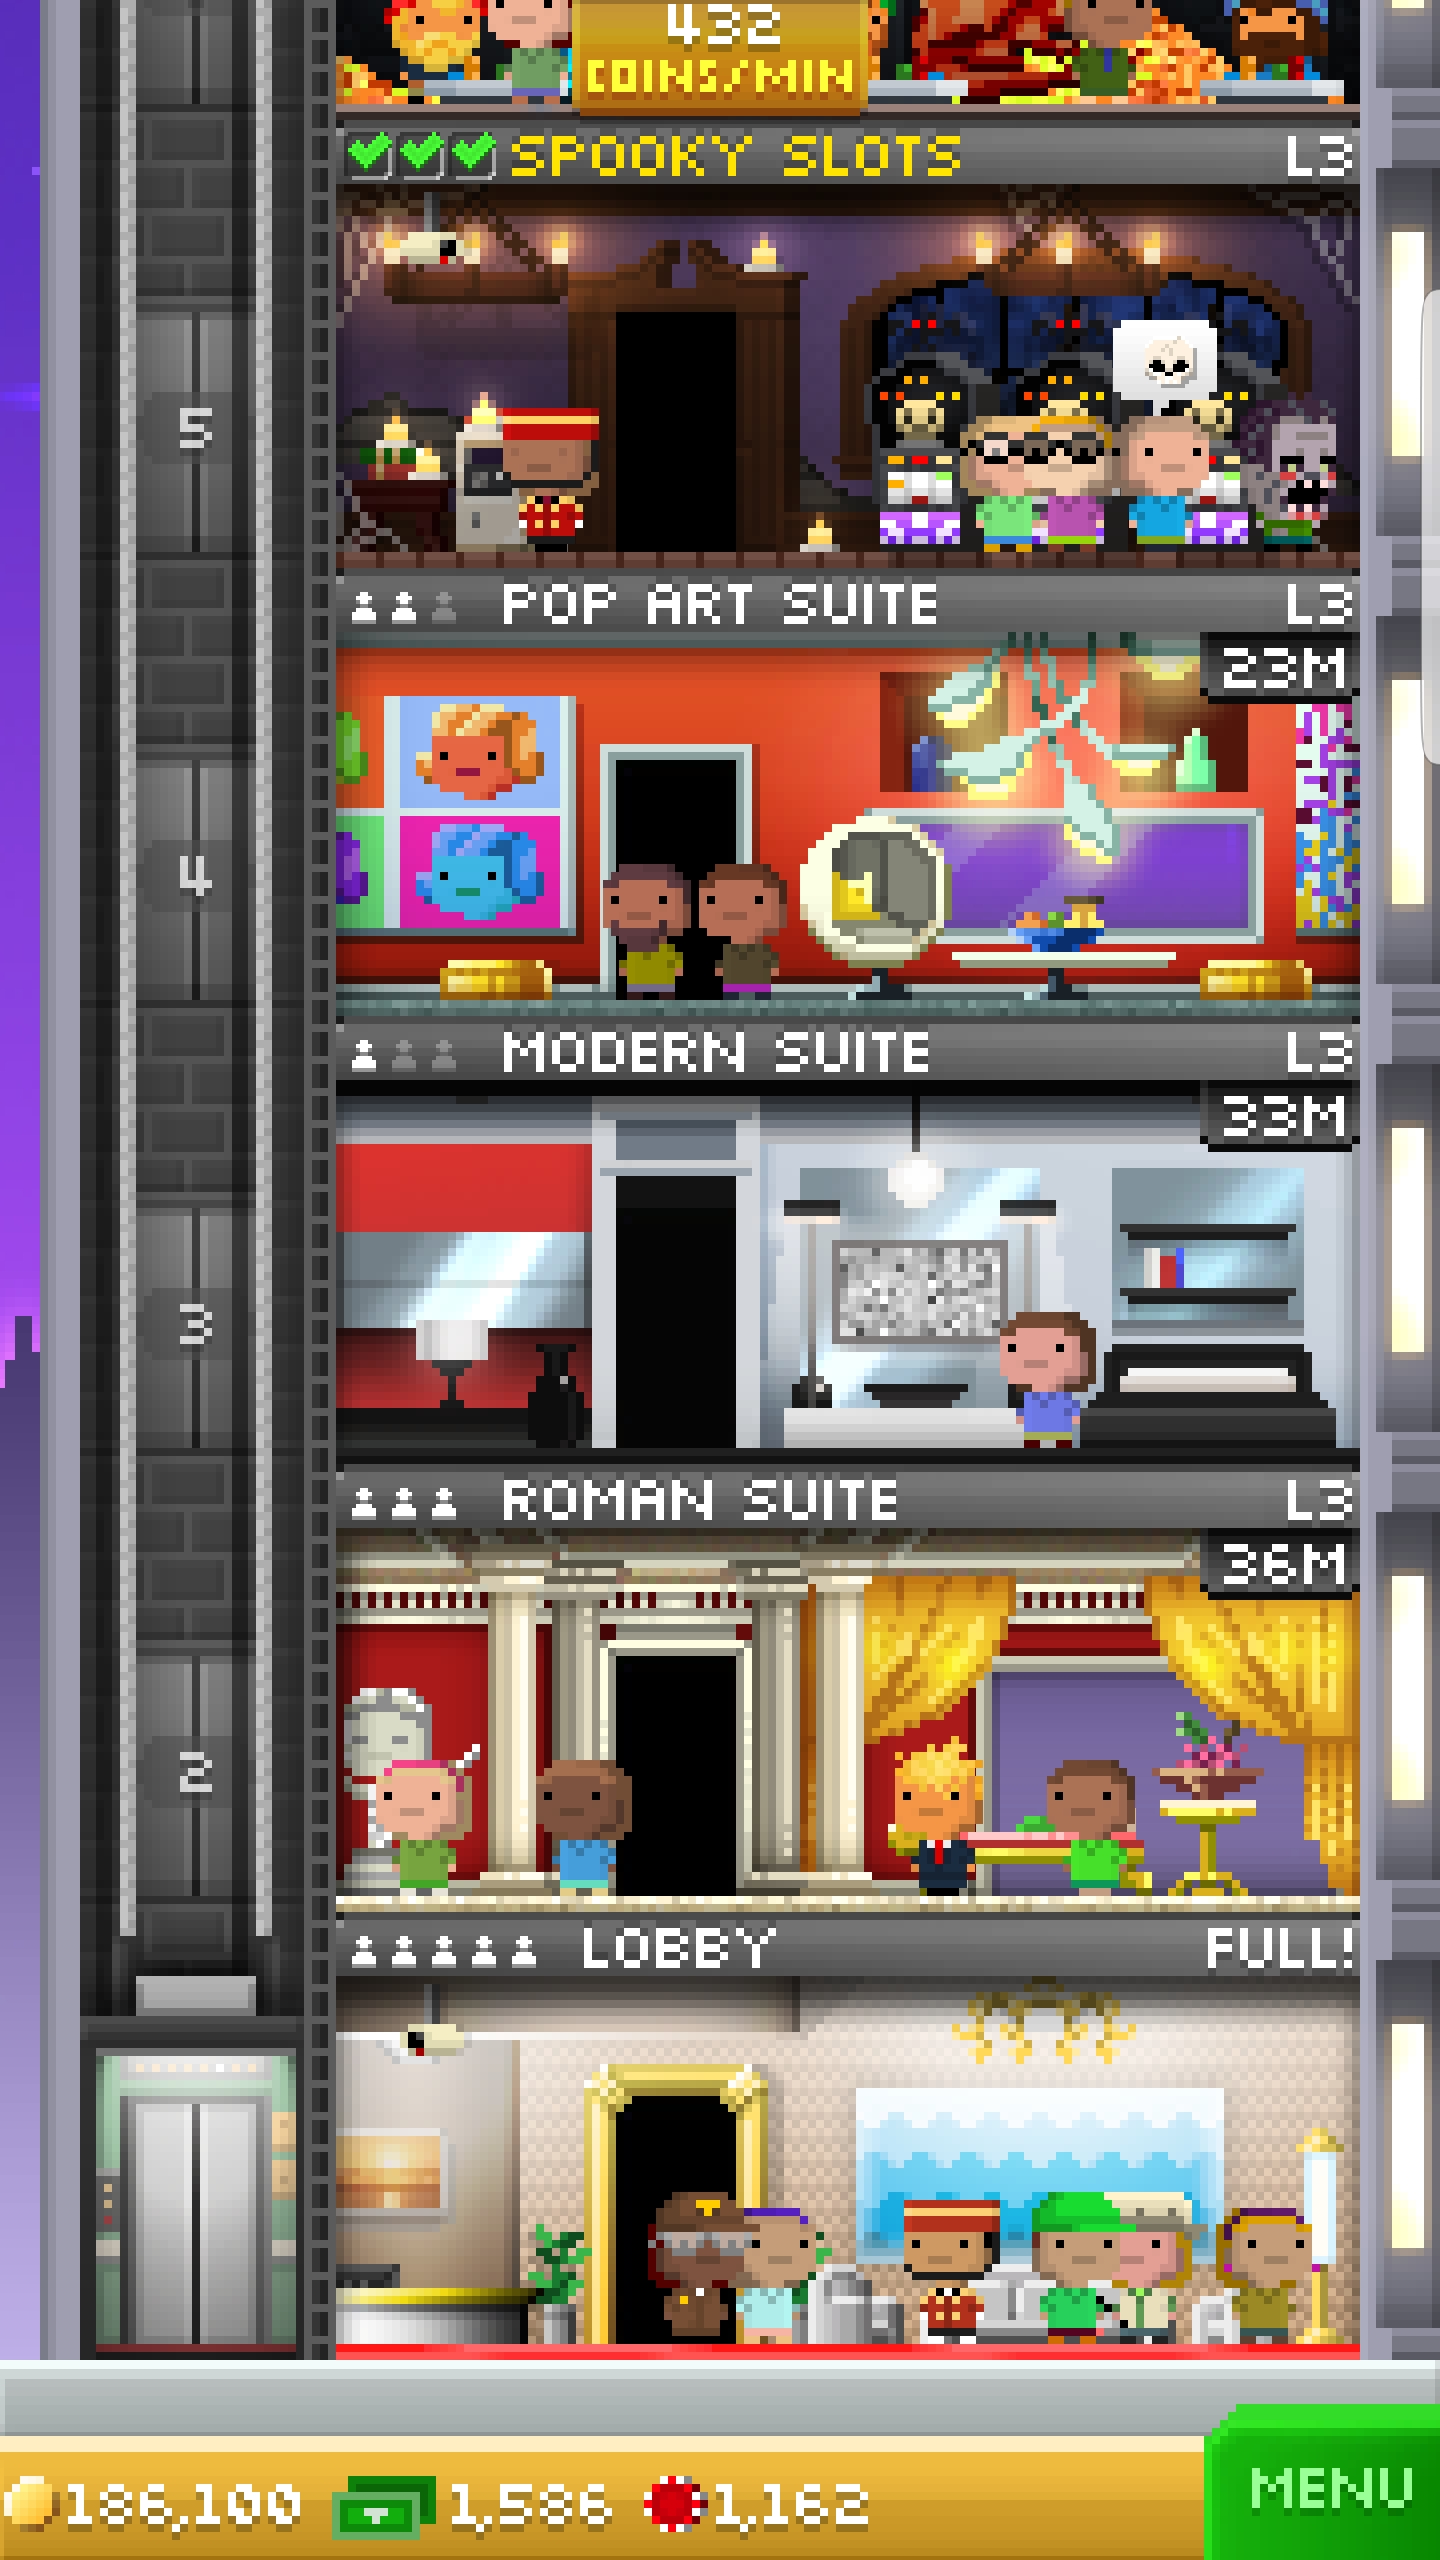 432
COINS/MIN
SPOOKY SLOTS L3
5
POP ART SUITE L3
23M
4
MODERN SUITE L3
33M
3
ROMAN SUITE L3
36M
2
LOBBY FULL!
186,100 1,586 1,162 MENU